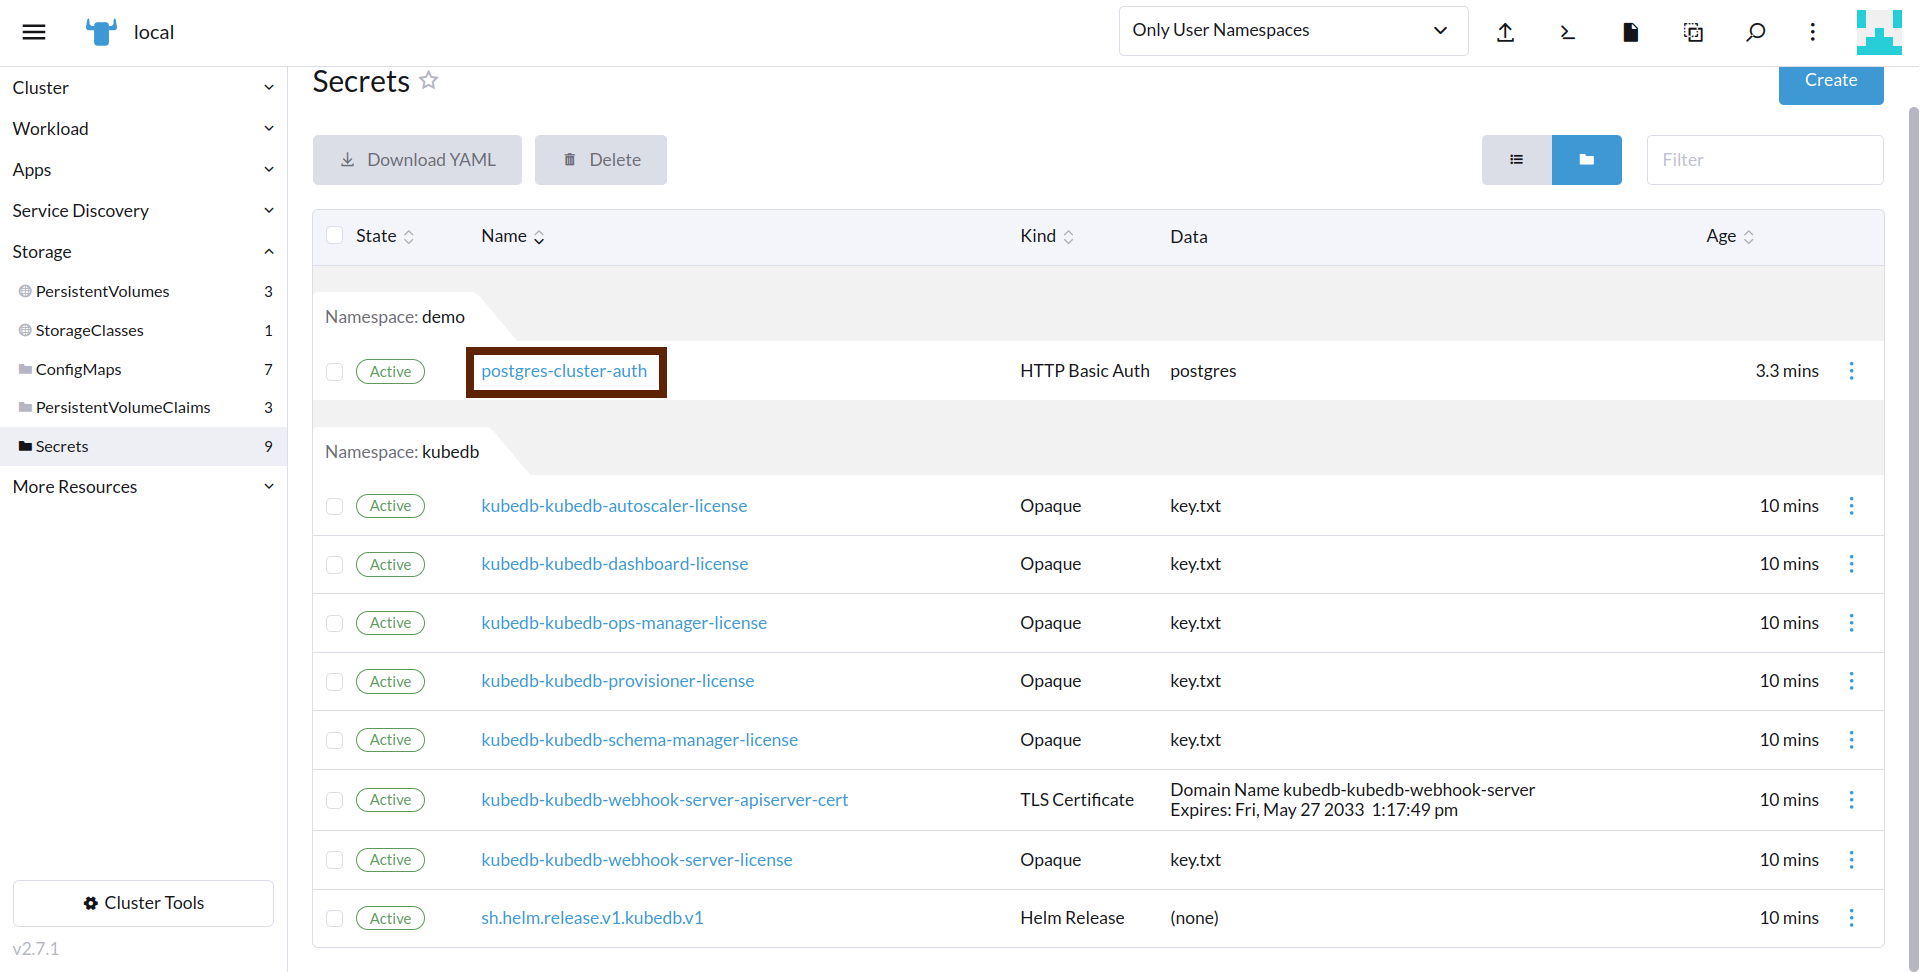 local
Only User Namespaces
Cluster
Workload
Apps
Service Discovery
Storage
PersistentVolumes 3
StorageClasses 1
ConfigMaps 7
PersistentVolumeClaims 3
Secrets 9
More Resources
Cluster Tools
v2.7.1
Secrets
Create
Download YAML
Delete
Filter
State Name Kind Data Age
Namespace: demo
Active postgres-cluster-auth HTTP Basic Auth postgres 3.3 mins
Namespace: kubedb
Active kubedb-kubedb-autoscaler-license Opaque key.txt 10 mins
Active kubedb-kubedb-dashboard-license Opaque key.txt 10 mins
Active kubedb-kubedb-ops-manager-license Opaque key.txt 10 mins
Active kubedb-kubedb-provisioner-license Opaque key.txt 10 mins
Active kubedb-kubedb-schema-manager-license Opaque key.txt 10 mins
Active kubedb-kubedb-webhook-server-apiserver-cert TLS Certificate Domain Name kubedb-kubedb-webhook-server 10 mins
Expires: Fri, May 27 2033 1:17:49 pm
Active kubedb-kubedb-webhook-server-license Opaque key.txt 10 mins
Active sh.helm.release.v1.kubedb.v1 Helm Release (none) 10 mins